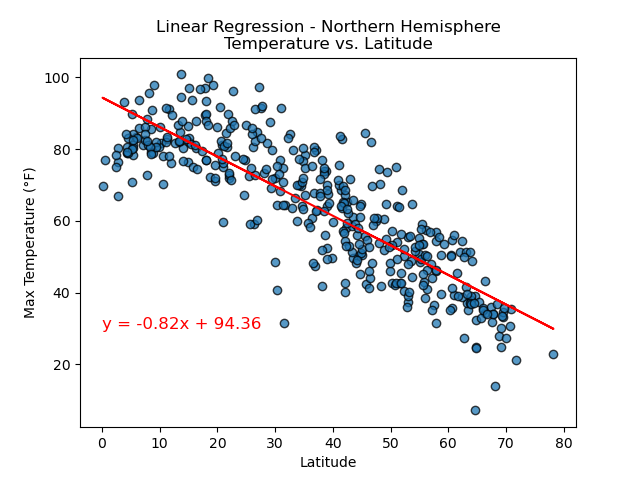 Linear Regression - Northern Hemisphere
Temperature vs. Latitude
100
80
60
40
20
Max Temperature (°F)
y = -0.82x + 94.36
0 10 20 30 40 50 60 70 80
Latitude